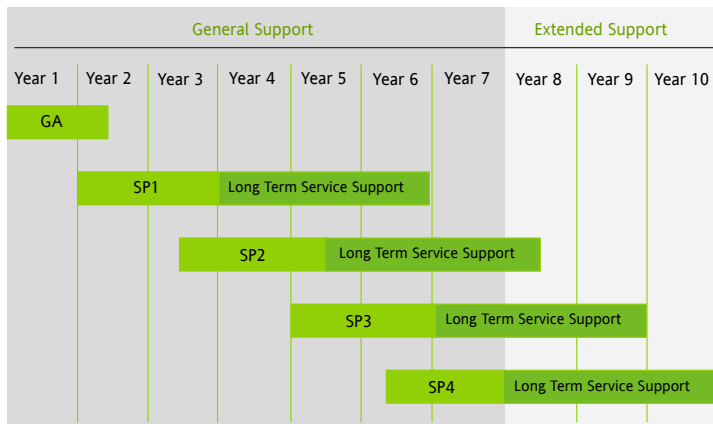 General Support Extended Support
Year 1 Year 2 Year 3 Year 4 Year 5 Year 6 Year 7 Year 8 Year 9 Year 10
GA
SP1 Long Term Service Support
SP2 Long Term Service Support
SP3 Long Term Service Support
SP4 Long Term Service Support